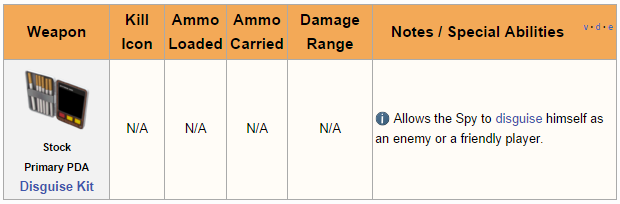 Weapon
Kill
Icon
Ammo
Loaded
Ammo
Carried
Damage
Range
Notes / Special Abilities
v · d · e
Stock
Primary PDA
Disguise Kit
N/A
N/A
N/A
N/A
Allows the Spy to disguise himself as
an enemy or a friendly player.